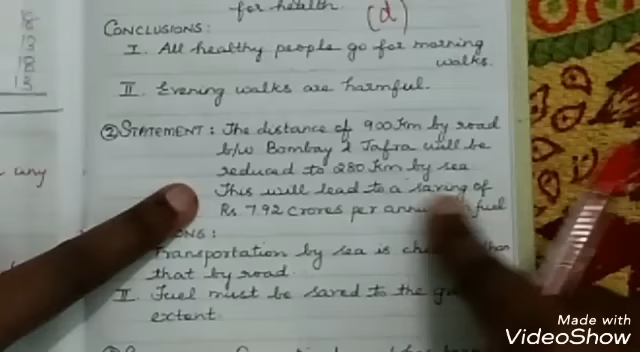 for health.
(d)
CONCLUSIONS:
I. All healthy people go for morning
walks.
II. Evening walks are harmful.
② STATEMENT: The distance of 900 Km by road
b/w Bombay & Jafra will be
reduced to 280 Km by sea
This will lead to a saving of
Rs. 7.92 crores per fuel
Transportation by sea is
that by road.
II. Fuel must be saved to the
extent
18
13
any
Made with
VideoShow